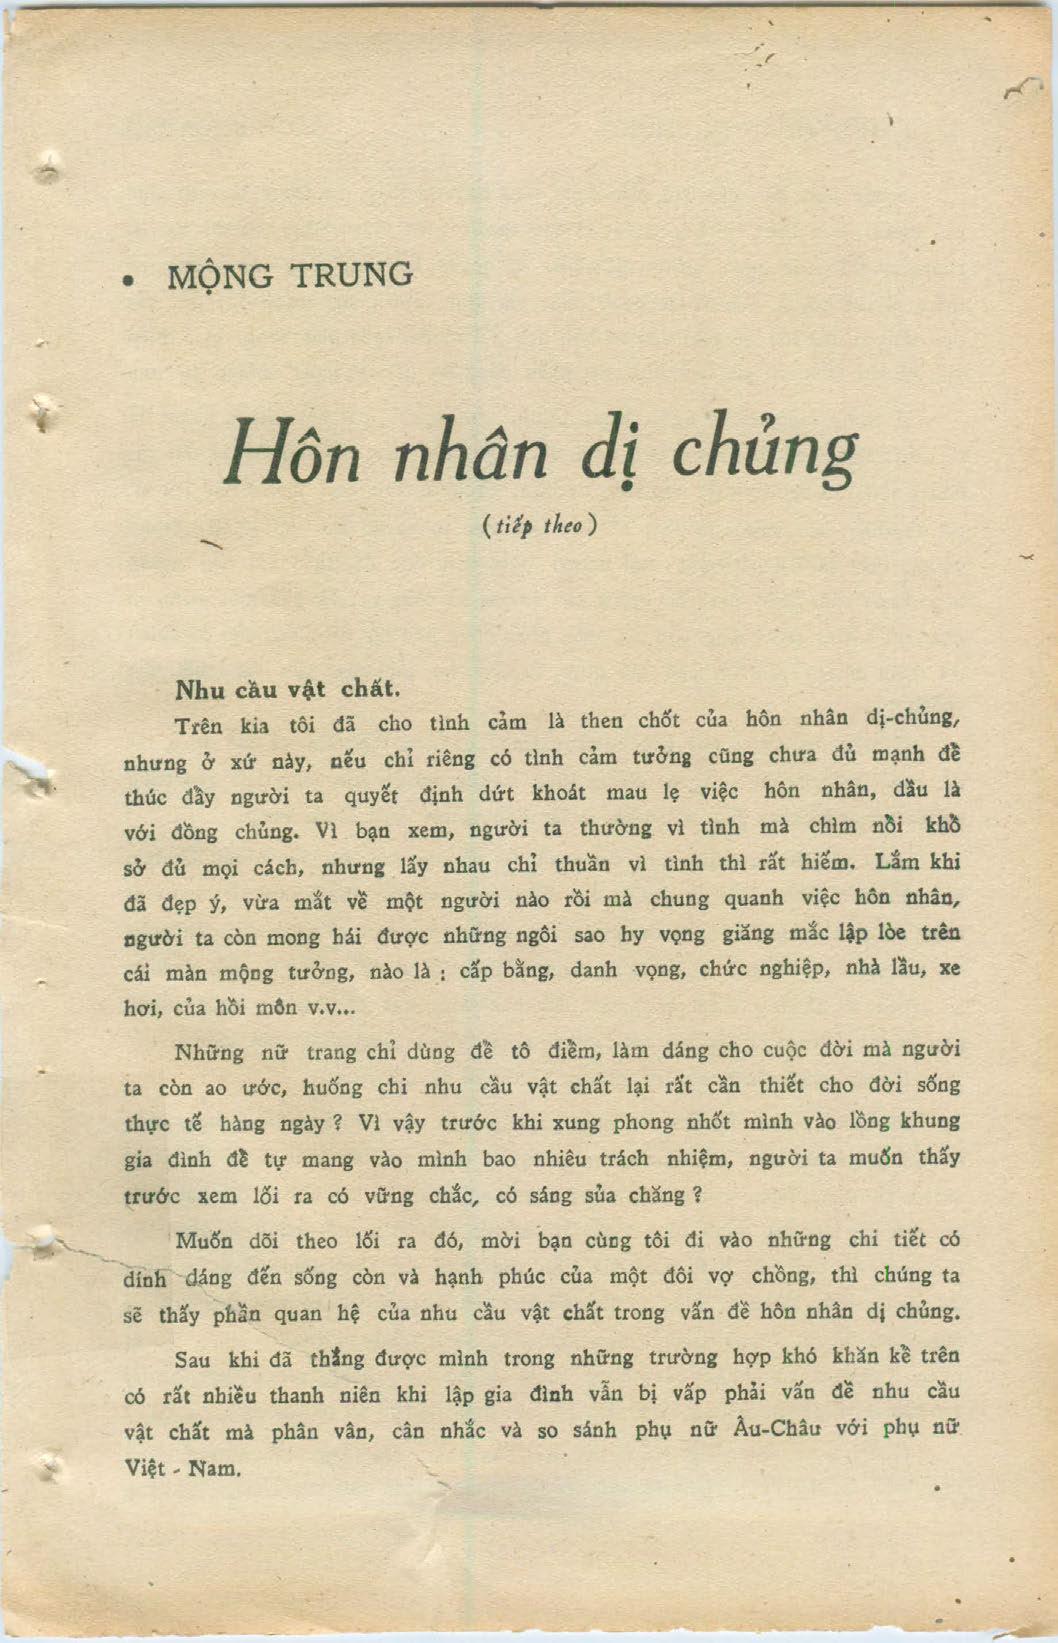 • MỘNG TRUNG
Hôn nhân dị chủng
(tiếp theo)
Nhu cầu vật chất.
Trên kia tôi đã cho tình cảm là then chốt của hôn nhân dị-chủng,
nhưng ở xứ này, nếu chỉ riêng có tình cảm tưởng cũng chưa đủ mạnh để
thúc đẩy người ta quyết định dứt khoát mau lẹ việc hôn nhân, dầu là
với đồng chủng. Vì bạn xem, người ta thường vì tình mà chìm nổi khổ
sở đủ mọi cách, nhưng lấy nhau chỉ thuần vì tình thì rất hiếm. Lắm khi
đã đẹp ý, vừa mắt về một người nào rồi mà chung quanh việc hôn nhân,
người ta còn mong hái được những ngôi sao hy vọng giăng mắc lập lòe trên
cái màn mộng tưởng, nào là : cấp bằng, danh vọng, chức nghiệp, nhà lầu, xe
hơi, của hồi môn v.v...
Những nữ trang chỉ dùng để tô điểm, làm dáng cho cuộc đời mà người
ta còn ao ước, huống chi nhu cầu vật chất lại rất cần thiết cho đời sống
thực tế hàng ngày ? Vì vậy trước khi xung phong nhốt mình vào lồng khung
gia đình để tự mang vào mình bao nhiêu trách nhiệm, người ta muốn thấy
trước xem lối ra có vững chắc, có sáng sủa chăng ?
Muốn dõi theo lối ra đó, mời bạn cùng tôi đi vào những chi tiết có
dính dáng đến sống còn và hạnh phúc của một đôi vợ chồng, thì chúng ta
sẽ thấy phần quan hệ của nhu cầu vật chất trong vấn đề hôn nhân dị chủng.
Sau khi đã thắng được mình trong những trường hợp khó khăn kể trên
có rất nhiều thanh niên khi lập gia đình vẫn bị vấp phải vấn đề nhu cầu
vật chất mà phân vân, cân nhắc và so sánh phụ nữ Âu-Châu với phụ nữ
Việt - Nam.